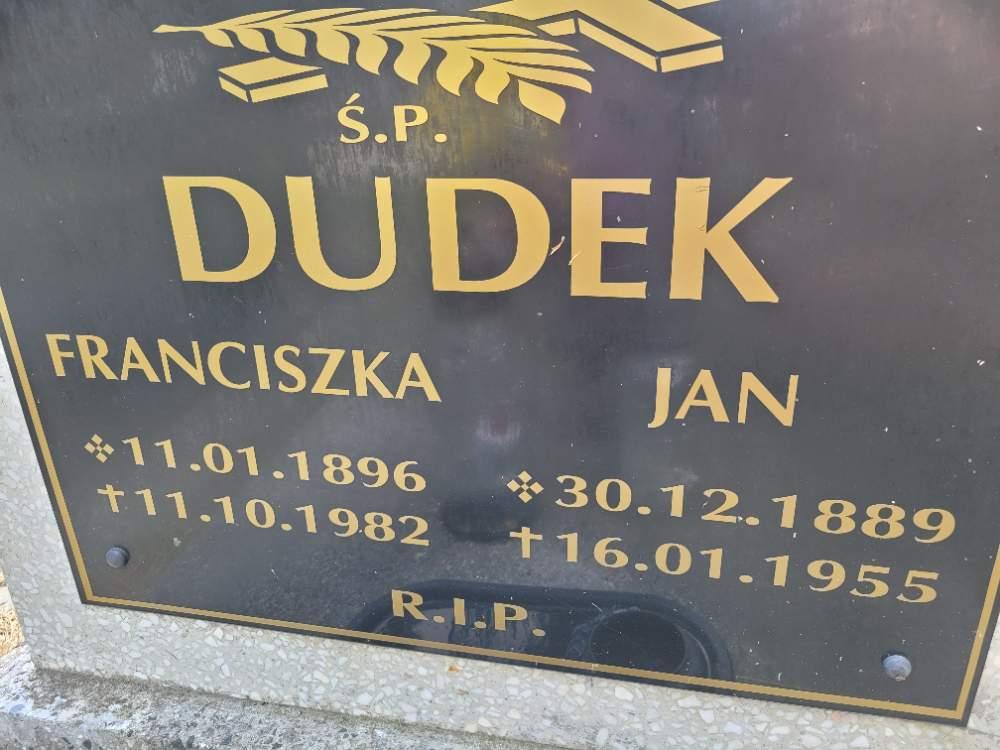 Ś.P.
DUDEK
FRANCISZKA
11.01.1896
†11.10.1982
JAN
30.12.1889
†16.01.1955
R.I.P.